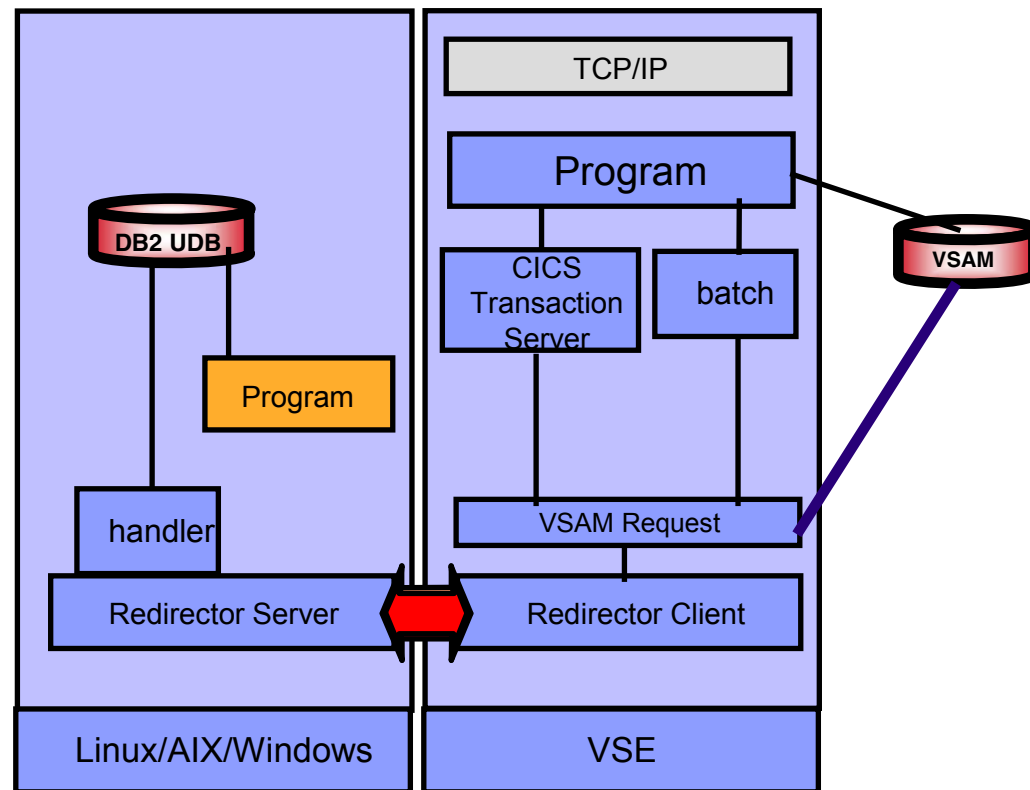 TCP/IP
Program
DB2 UDB
VSAM
CICS
Transaction
Server
batch
Program
handler
VSAM Request
Redirector Server
Redirector Client
Linux/AIX/Windows
VSE